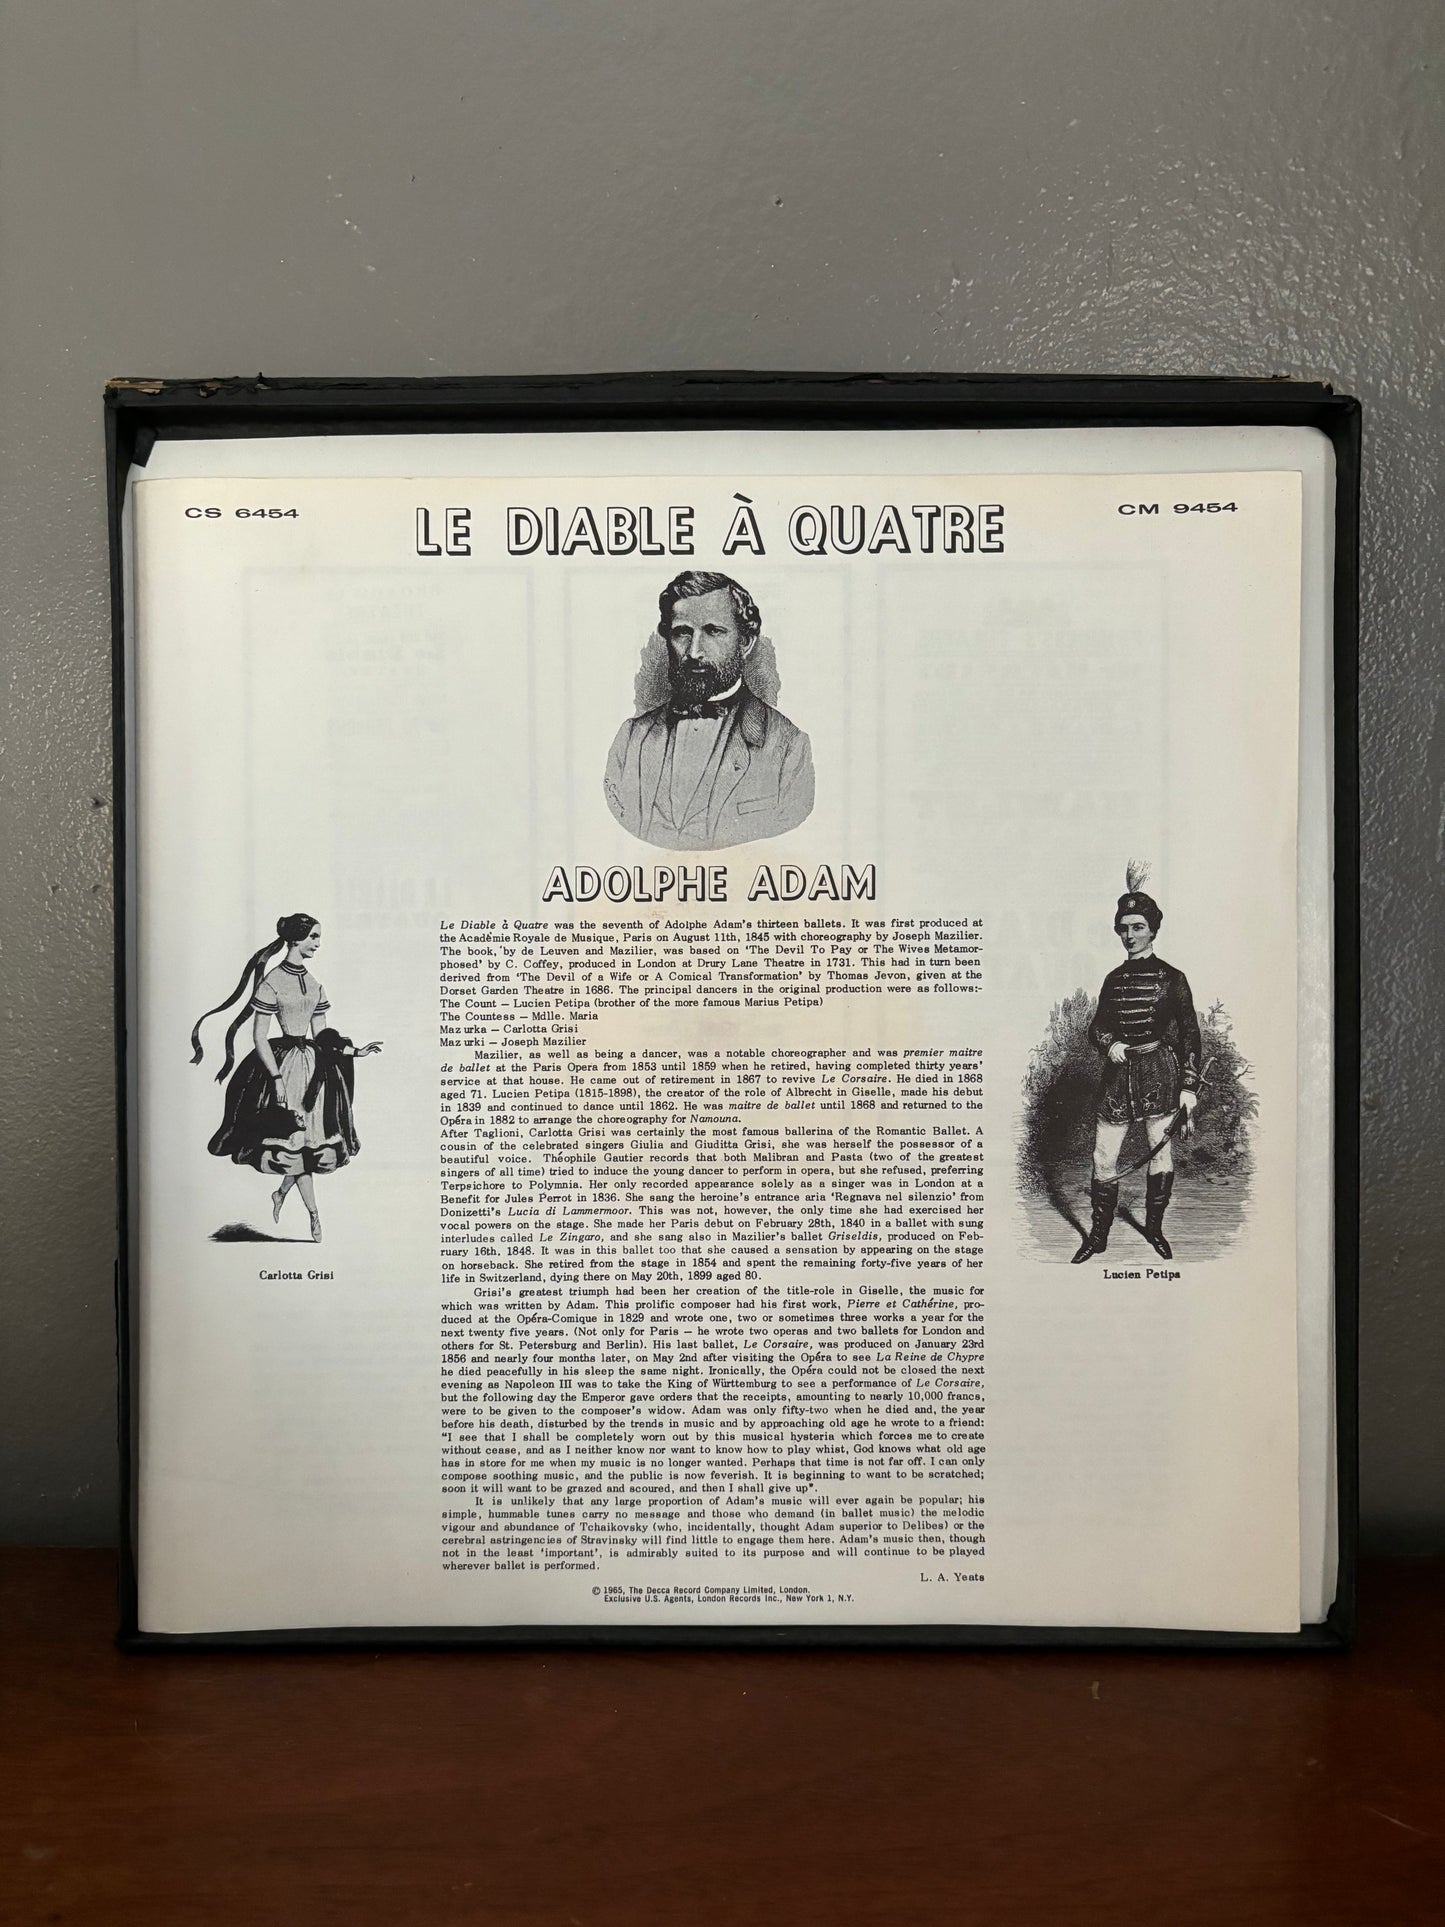 CS 6454
LE DIABLE À QUATRE
CM 9454
ADOLPHE ADAM
Le Diable à Quatre was the seventh of Adolphe Adam's thirteen ballets. It was first produced at
the Académie Royale de Musique, Paris on August 11th, 1845 with choreography by Joseph Mazilier.
The book, by de Leuven and Mazilier, was based on 'The Devil To Pay or The Wives Metamor-
phosed' by C. Coffey, produced in London at Drury Lane Theatre in 1731. This had in turn been
derived from 'The Devil of a Wife or A Comical Transformation' by Thomas Jevon, given at the
Dorset Garden Theatre in 1686. The principal dancers in the original production were as follows:-
The Count — Lucien Petipa (brother of the more famous Marius Petipa)
The Countess — Mdlle. Maria
Mazurka — Carlotta Grisi
Mazurki — Joseph Mazilier
Mazilier, as well as being a dancer, was a notable choreographer and was premier maitre
de ballet at the Paris Opera from 1853 until 1859 when he retired, having completed thirty years'
service at that house. He came out of retirement in 1867 to revive Le Corsaire. He died in 1868
aged 71. Lucien Petipa (1815-1898), the creator of the role of Albrecht in Giselle, made his debut
in 1839 and continued to dance until 1862. He was maitre de ballet until 1868 and returned to the
Opéra in 1882 to arrange the choreography for Namouna.
After Taglioni, Carlotta Grisi was certainly the most famous ballerina of the Romantic Ballet. A
cousin of the celebrated singers Giulia and Giuditta Grisi, she was herself the possessor of a
beautiful voice. Théophile Gautier records that both Malibran and Pasta (two of the greatest
singers of all time) tried to induce the young dancer to perform in opera, but she refused, preferring
Terpsichore to Polymnia. Her only recorded appearance solely as a singer was in London at a
Benefit for Jules Perrot in 1836. She sang the heroine's entrance aria 'Regnava nel silenzio' from
Donizetti's Lucia di Lammermoor. This was not, however, the only time she had exercised her
vocal powers on the stage. She made her Paris debut on February 28th, 1840 in a ballet with sung
interludes called Le Zingaro, and she sang also in Mazilier's ballet Griseldis, produced on Feb-
ruary 16th. 1848. It was in this ballet too that she caused a sensation by appearing on the stage
on horseback. She retired from the stage in 1854 and spent the remaining forty-five years of her
life in Switzerland, dying there on May 20th, 1899 aged 80.
Grisi's greatest triumph had been her creation of the title-role in Giselle, the music for
which was written by Adam. This prolific composer had his first work, Pierre et Cathérine, pro-
duced at the Opéra-Comique in 1829 and wrote one, two or sometimes three works a year for the
next twenty five years. (Not only for Paris — he wrote two operas and two ballets for London and
others for St. Petersburg and Berlin). His last ballet, Le Corsaire, was produced on January 23rd
1856 and nearly four months later, on May 2nd after visiting the Opéra to see La Reine de Chypre
he died peacefully in his sleep the same night. Ironically, the Opéra could not be closed the next
evening as Napoleon III was to take the King of Württemburg to see a performance of Le Corsaire,
but the following day the Emperor gave orders that the receipts, amounting to nearly 10,000 francs,
were to be given to the composer's widow. Adam was only fifty-two when he died and, the year
before his death, disturbed by the trends in music and by approaching old age he wrote to a friend:
"I see that I shall be completely worn out by this musical hysteria which forces me to create
without cease, and as I neither know nor want to know how to play whist, God knows what old age
has in store for me when my music is no longer wanted. Perhaps that time is not far off. I can only
compose soothing music, and the public is now feverish. It is beginning to want to be scratched;
soon it will want to be grazed and scoured, and then I shall give up".
It is unlikely that any large proportion of Adam's music will ever again be popular; his
simple, hummable tunes carry no message and those who demand (in ballet music) the melodic
vigour and abundance of Tchaikovsky (who, incidentally, thought Adam superior to Delibes) or the
cerebral astringencies of Stravinsky will find little to engage them here. Adam's music then, though
not in the least 'important', is admirably suited to its purpose and will continue to be played
wherever ballet is performed.
L. A. Yeats
Carlotta Grisi
Lucien Petipa
© 1965, The Decca Record Company Limited, London.
Exclusive U.S. Agents, London Records Inc., New York 1, N.Y.